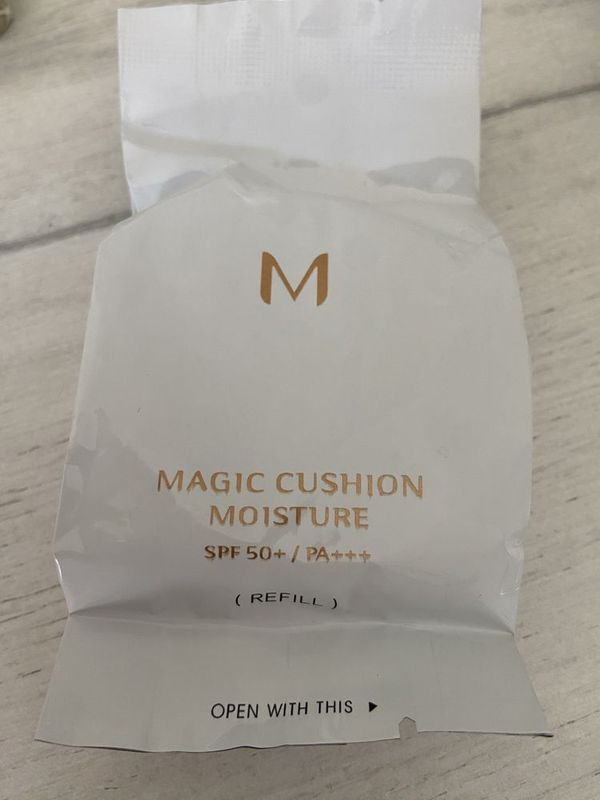 M
MAGIC CUSHION
MOISTURE
SPF 50+ / PA+++
( REFILL )
OPEN WITH THIS ▶